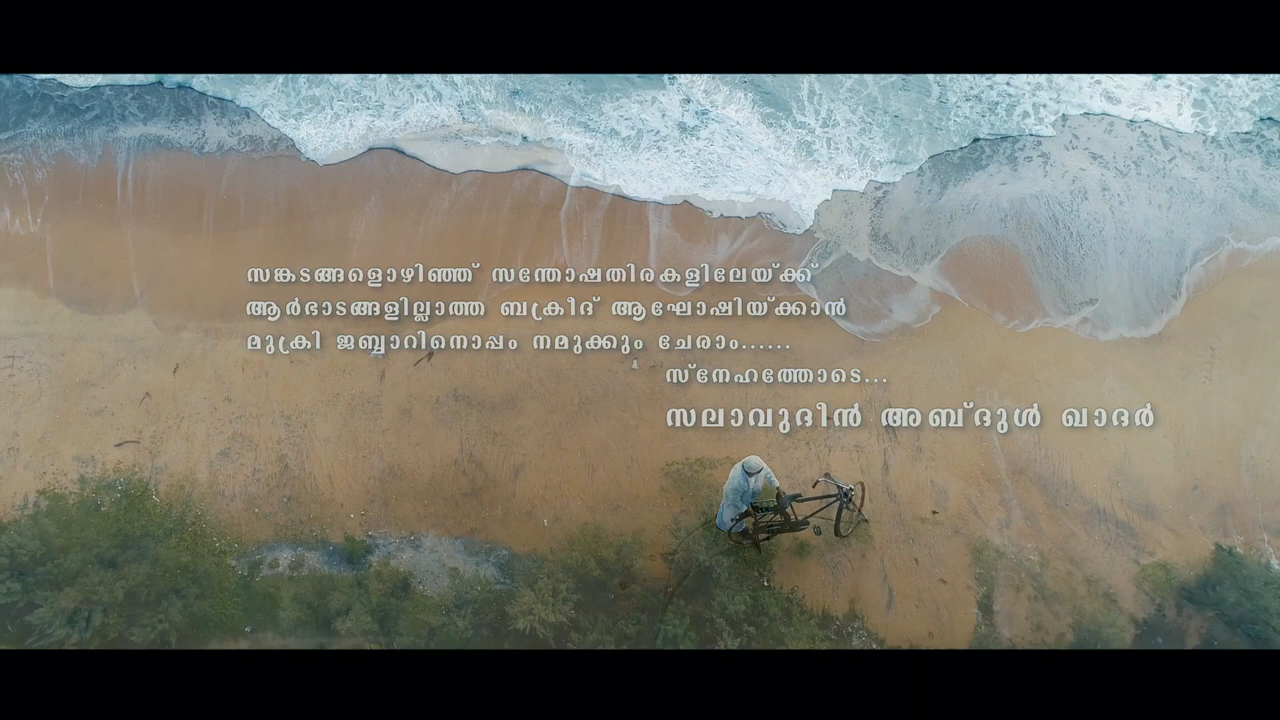 സങ്കടങ്ങളൊഴിഞ്ഞ് സന്തോഷതിരകളിലേയ്ക്ക്
ആർഭാടങ്ങളില്ലാത്ത ബക്രീദ് ആഘോഷിയ്ക്കാൻ
മുക്രി ജബ്ബാറിനൊപ്പം നമുക്കും ചേരാം......
സ്നേഹത്തോടെ...
സലാവുദീൻ അബ്ദുൾ ഖാദർ